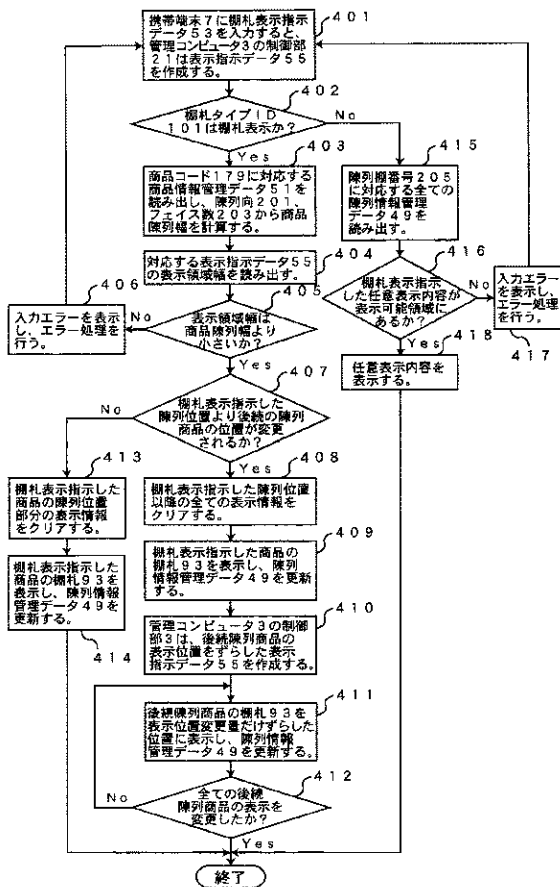 401
携帯端末7に棚札表示指示
データ53を入力すると、
管理コンピュータ3の制御部
21は表示指示データ55
を作成する。
402
棚札タイプID
101は棚札表示か?
No
Yes
403
商品コード179に対応する
商品情報管理データ51を
読み出し、陳列向201、
フェイス数203から商品
陳列幅を計算する。
415
陳列棚番号205
に対応する全ての
陳列情報管理
データ49を
読み出す。
対応する表示指示データ55
の表示領域幅を読み出す。
404
416
棚札表示指示
した任意表示内容が
表示可能領域に
あるか?
No
Yes
入力エラー
を表示し、
エラー処理を
行う。
417
406
入力エラーを表示
し、エラー処理を
行う。
405
表示領域幅は
商品陳列幅より
小さいか?
No
Yes
418
任意表示内容を
表示する。
407
棚札表示指示した
陳列位置より後続の陳列
商品の位置が変更
されるか?
No
Yes
413
棚札表示指示した
商品の陳列位置
部分の表示情報
をクリアする。
408
棚札表示指示した陳列位置
以降の全ての表示情報を
クリアする。
409
棚札表示指示した商品の
棚札93を表示し、陳列
情報管理データ49を更新
する。
棚札表示指示した
商品の棚札93を
表示し、陳列情報
管理データ49を
更新する。
414
410
管理コンピュータ3の制御
部3は、後続陳列商品の
表示位置をずらした表示
指示データ55を作成する。
411
後続陳列商品の棚札93を
表示位置変更量だけずらした
位置に表示し、陳列情報
管理データ49を更新する。
412
全ての後続
陳列商品の表示を
変更したか?
No
Yes
終了